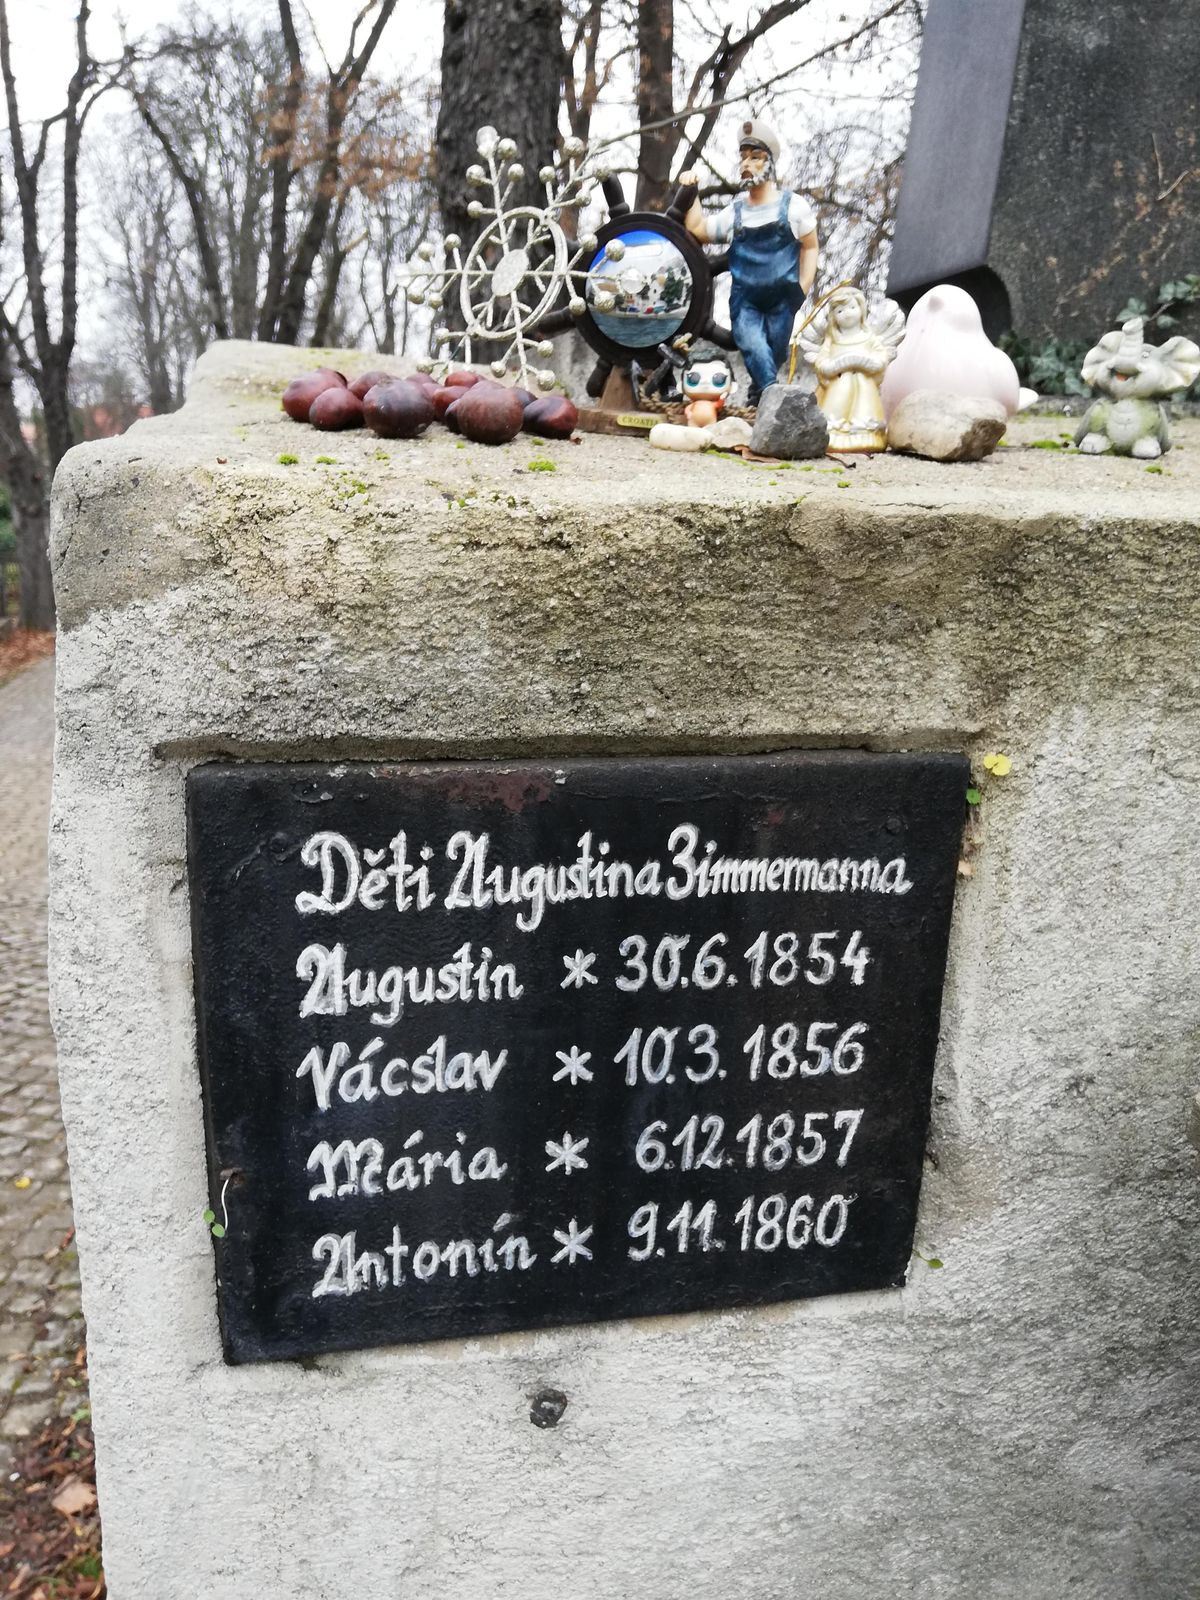 CROATIA
Děti Augustina Zimmermanna
Augustin * 30.6.1854
Vácslav * 10.3.1856
Mária * 6.12.1857
Antonín * 9.11.1860